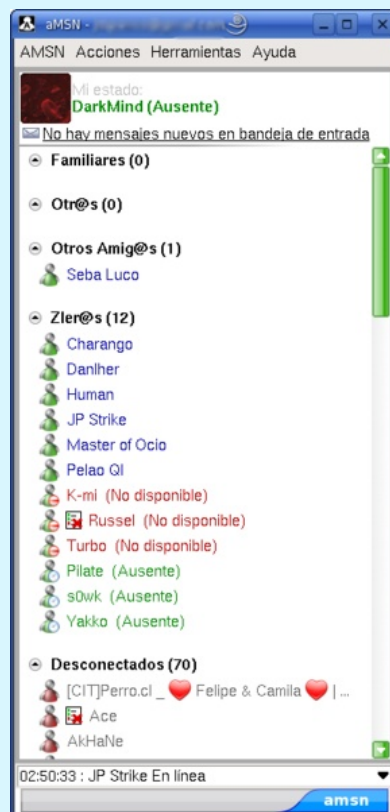 aMSN -
AMSN Acciones Herramientas Ayuda
Mi estado:
DarkMind (Ausente)
No hay mensajes nuevos en bandeja de entrada
Familiares (0)
Otr@s (0)
Otros Amig@s (1)
Seba Luco
Zler@s (12)
Charango
Danlher
Human
JP Strike
Master of Ocio
Pelao QI
K-mi (No disponible)
Russel (No disponible)
Turbo (No disponible)
Pilate (Ausente)
s0wk (Ausente)
Yakko (Ausente)
Desconectados (70)
[CIT]Perro.cl _ ❤ Felipe & Camila ❤ | ...
Ace
AkHaNe
02:50:33 : JP Strike En línea
amsn